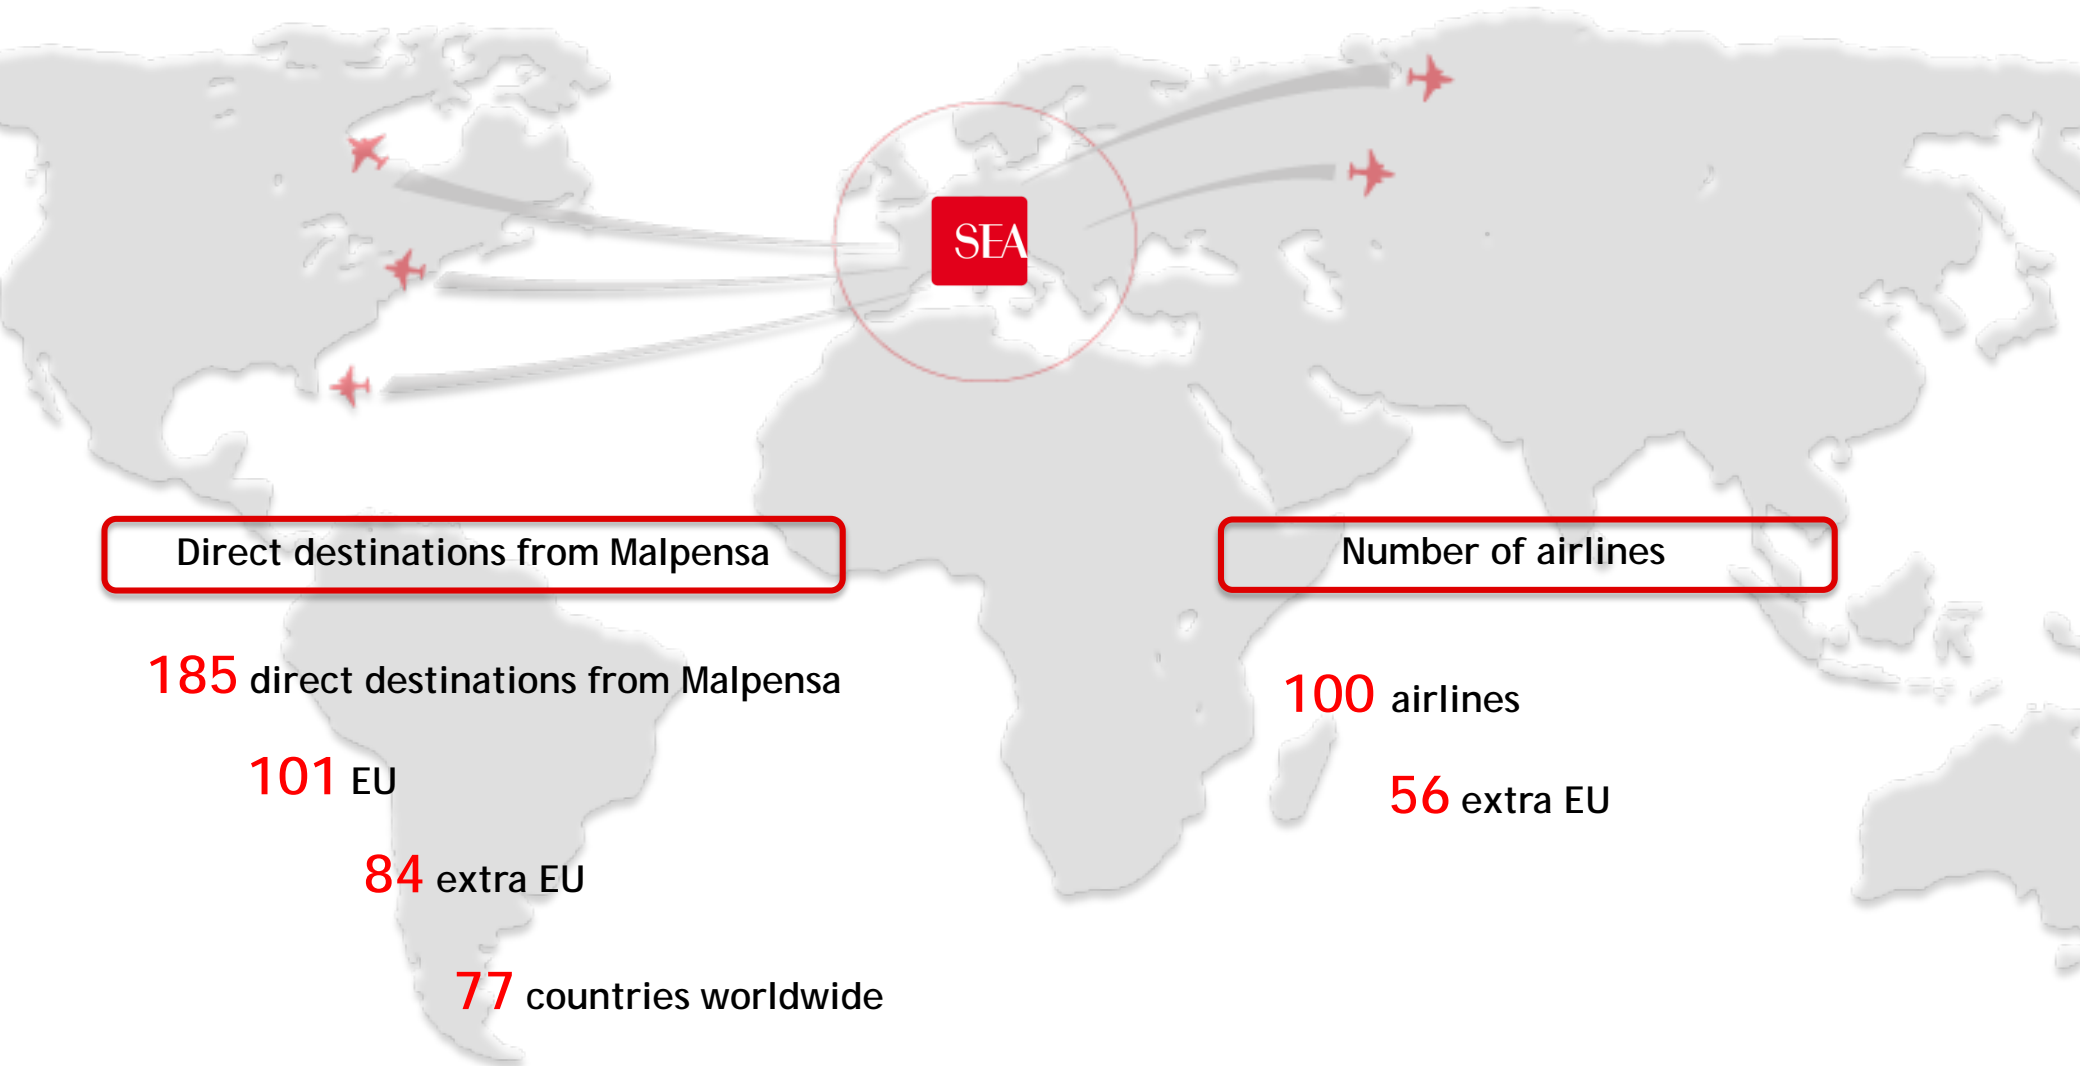 SEA
Direct destinations from Malpensa
185 direct destinations from Malpensa
101 EU
84 extra EU
77 countries worldwide
Number of airlines
100 airlines
56 extra EU